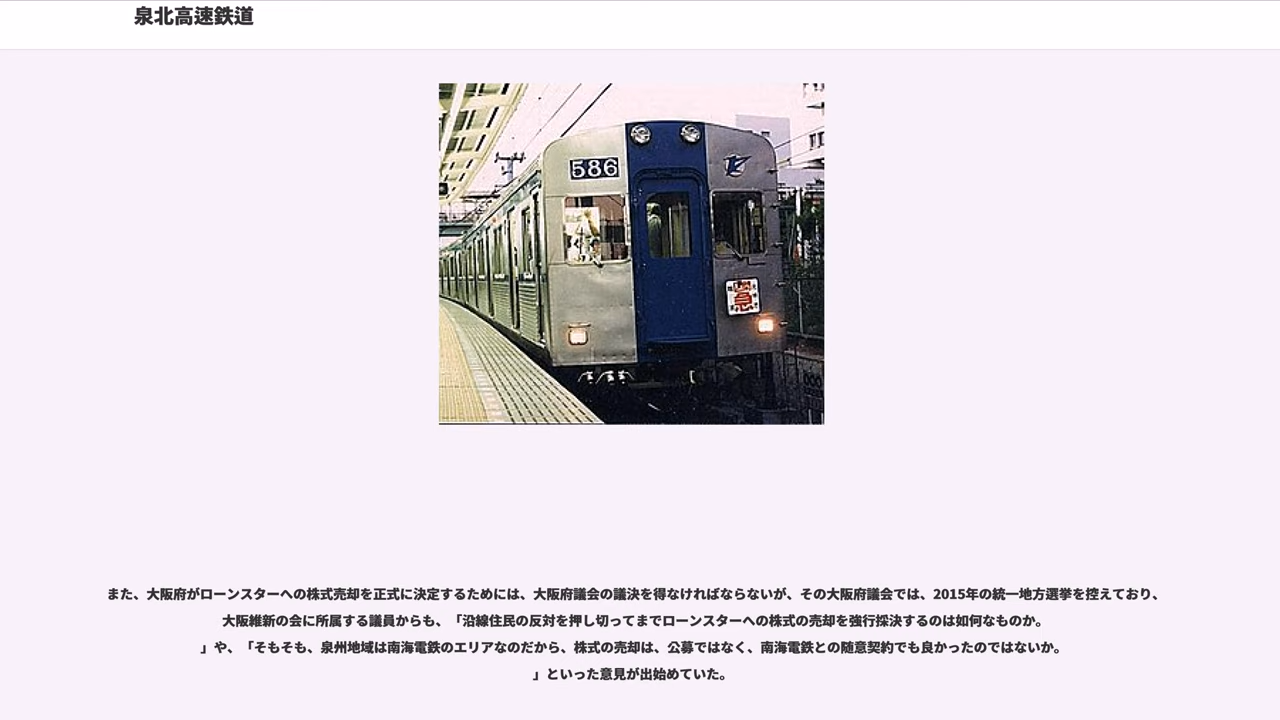 泉北高速鉄道
586
急
また、大阪府がローンスターへの株式売却を正式に決定するためには、大阪府議会の議決を得なければならないが、その大阪府議会では、2015年の統一地方選挙を控えており、
大阪維新の会に所属する議員からも、「沿線住民の反対を押し切ってまでローンスターへの株式の売却を強行採決するのは如何なものか。
」や、「そもそも、泉州地域は南海電鉄のエリアなのだから、株式の売却は、公募ではなく、南海電鉄との随意契約でも良かったのではないか。
」といった意見が出始めていた。